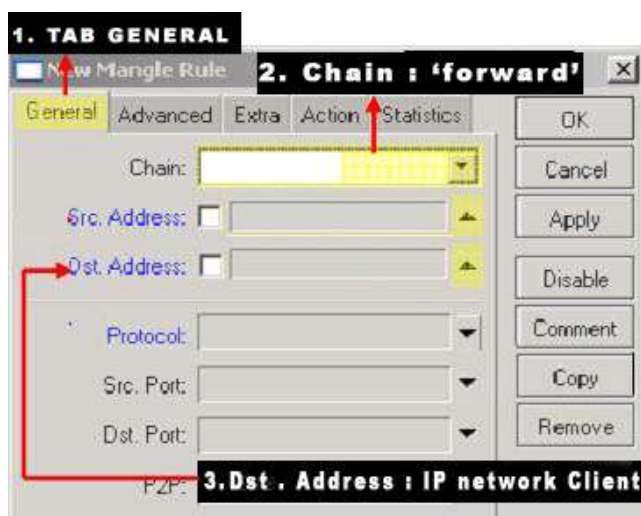 1. TAB GENERAL
New Mangle Rule
2. Chain : ‘forward’
General Advanced Extra Action Statistics
OK
Chain:
Cancel
Src. Address:
Apply
Dst. Address:
Disable
Protocol:
Comment
Src. Port:
Copy
Dst. Port:
Remove
P2P:
3.Dst . Address : IP network Client